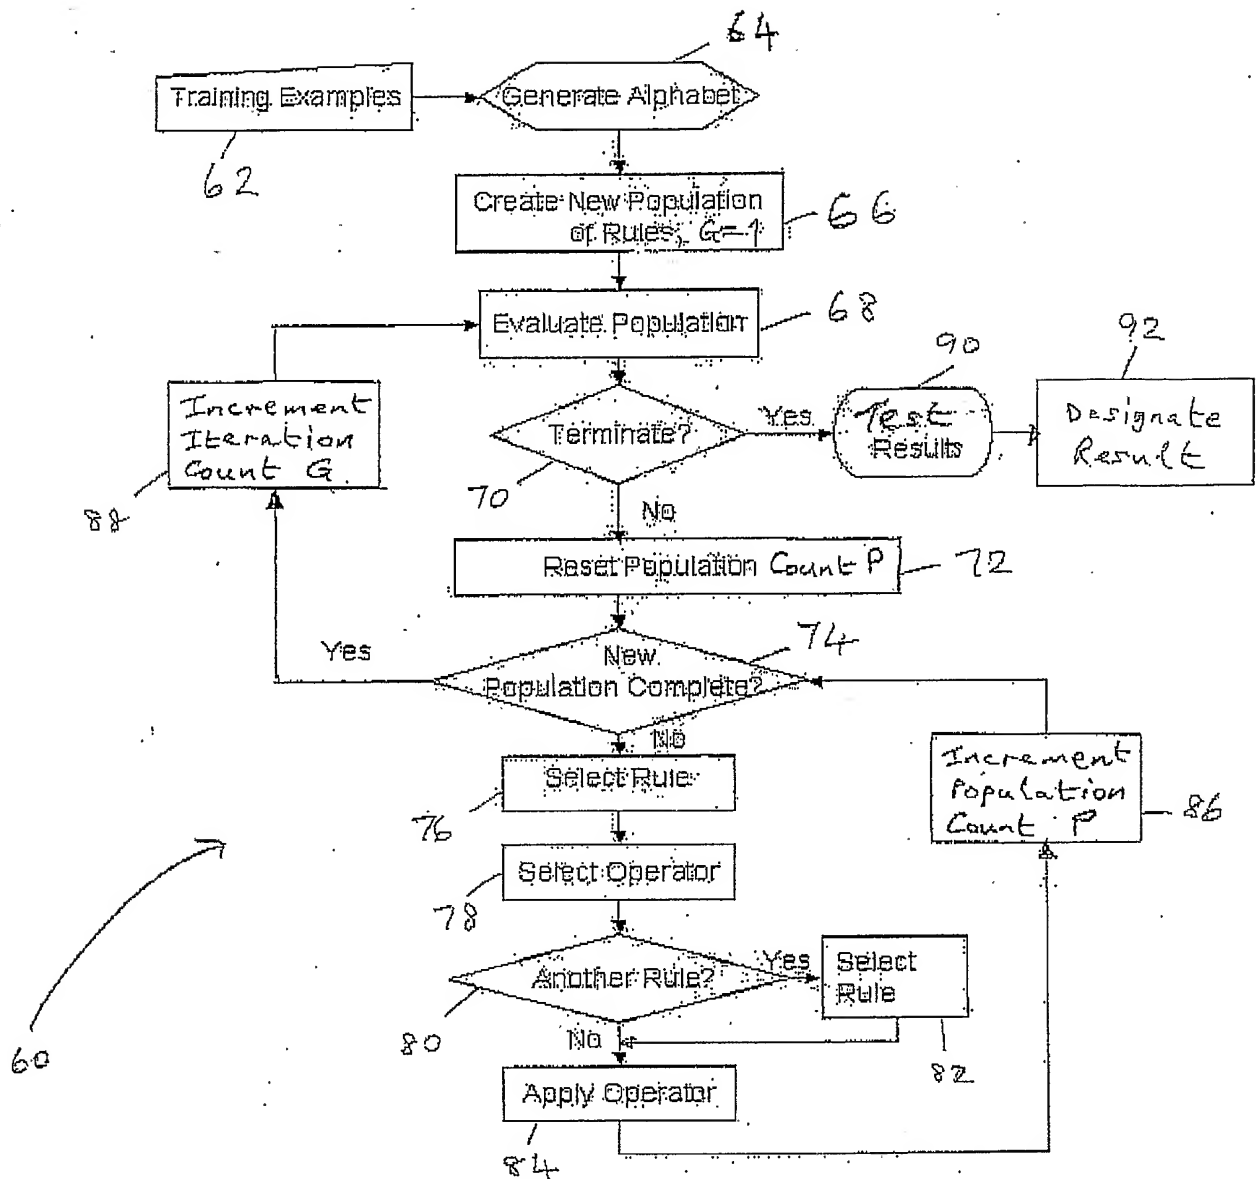 64
Training Examples
Generate Alphabet
62
Create New Population
of Rules, G=1
66
Evaluate Population
68
90
92
Increment
Iteration
Count G
88
Terminate?
70
Yes
Test
Results
Designate
Result
No
Reset Population Count P
72
Yes
New
Population Complete?
74
No
Select Rule
76
Increment
Population
Count P
86
Select Operator
78
Another Rule?
80
Yes
Select
Rule
82
No
60
Apply Operator
84